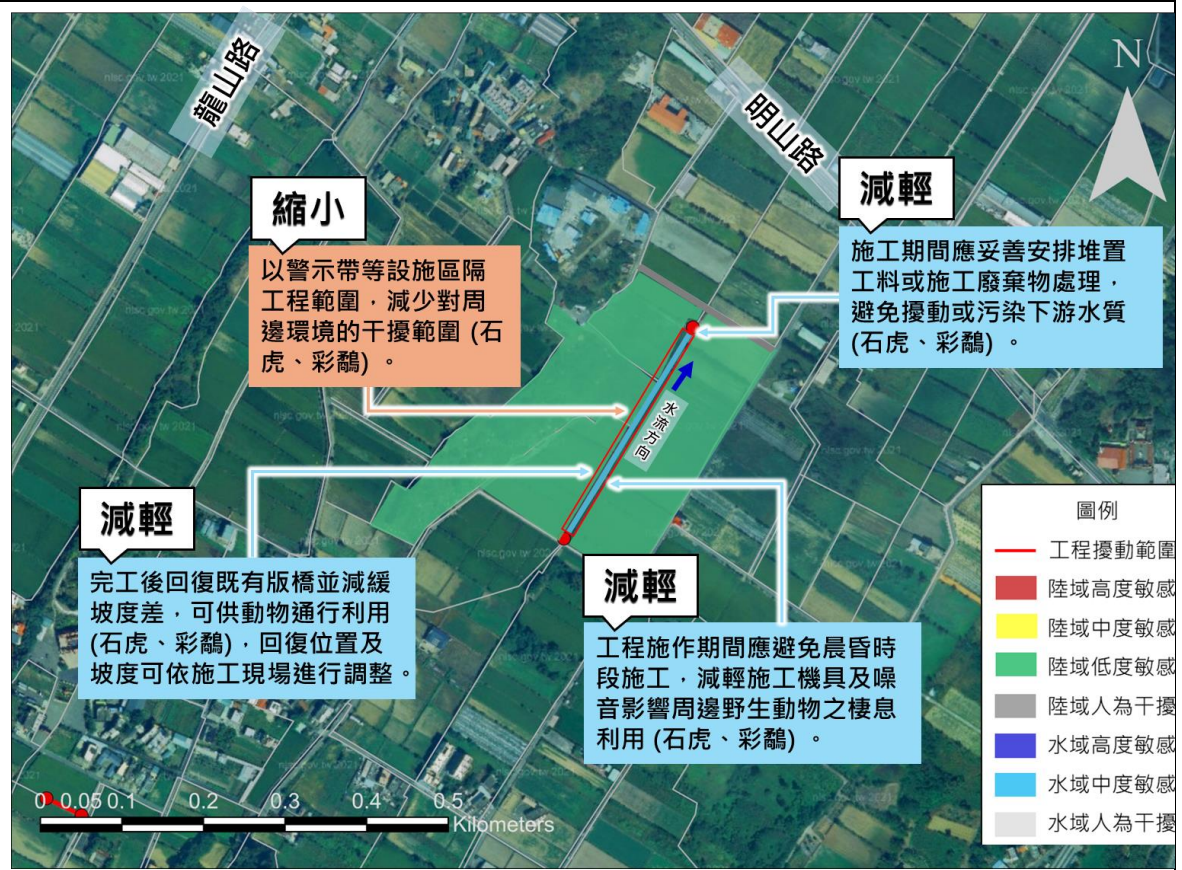 龍山路
明山路
N
縮小
以警示帶等設施區隔
工程範圍，減少對周
邊環境的干擾範圍 (石
虎、彩鷸) 。
減輕
施工期間應妥善安排堆置
工料或施工廢棄物處理，
避免擾動或污染下游水質
(石虎、彩鷸) 。
水流方向
減輕
完工後回復既有版橋並減緩
坡度差，可供動物通行利用
(石虎、彩鷸)，回復位置及
坡度可依施工現場進行調整。
減輕
工程施作期間應避免晨昏時
段施工，減輕施工機具及噪
音影響周邊野生動物之棲息
利用 (石虎、彩鷸) 。
圖例
工程擾動範圍
陸域高度敏感
陸域中度敏感
陸域低度敏感
陸域人為干擾
水域高度敏感
水域中度敏感
水域人為干擾
0 0.05 0.1 0.2 0.3 0.4 0.5
Kilometers
nlsc.gov.tw 2021